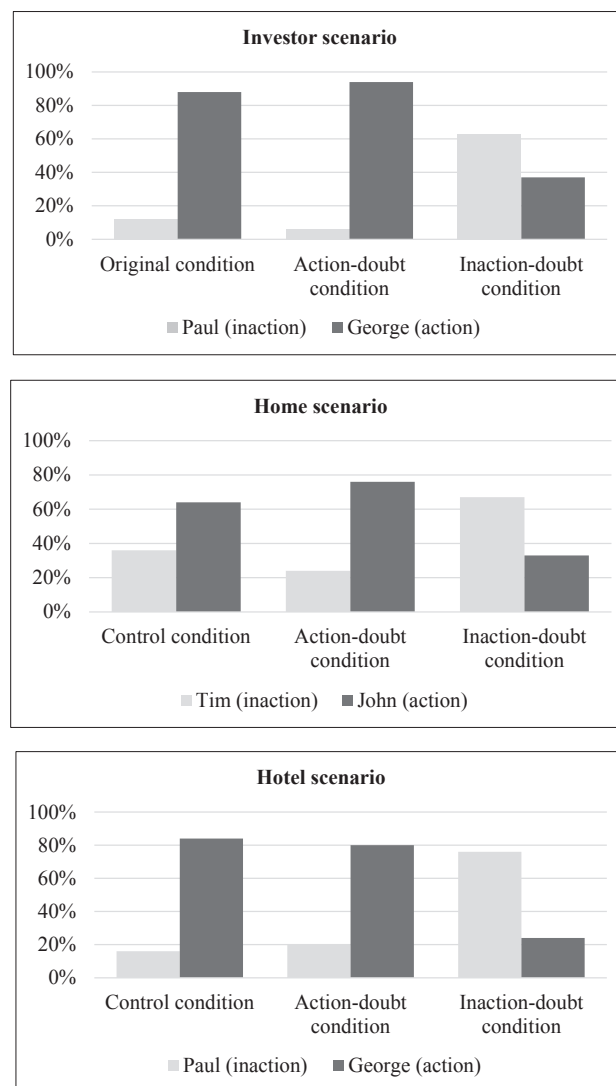 Investor scenario
100%
80%
60%
40%
20%
0%
Original condition Action-doubt condition Inaction-doubt condition
Paul (inaction) George (action)
Home scenario
100%
80%
60%
40%
20%
0%
Control condition Action-doubt condition Inaction-doubt condition
Tim (inaction) John (action)
Hotel scenario
100%
80%
60%
40%
20%
0%
Control condition Action-doubt condition Inaction-doubt condition
Paul (inaction) George (action)